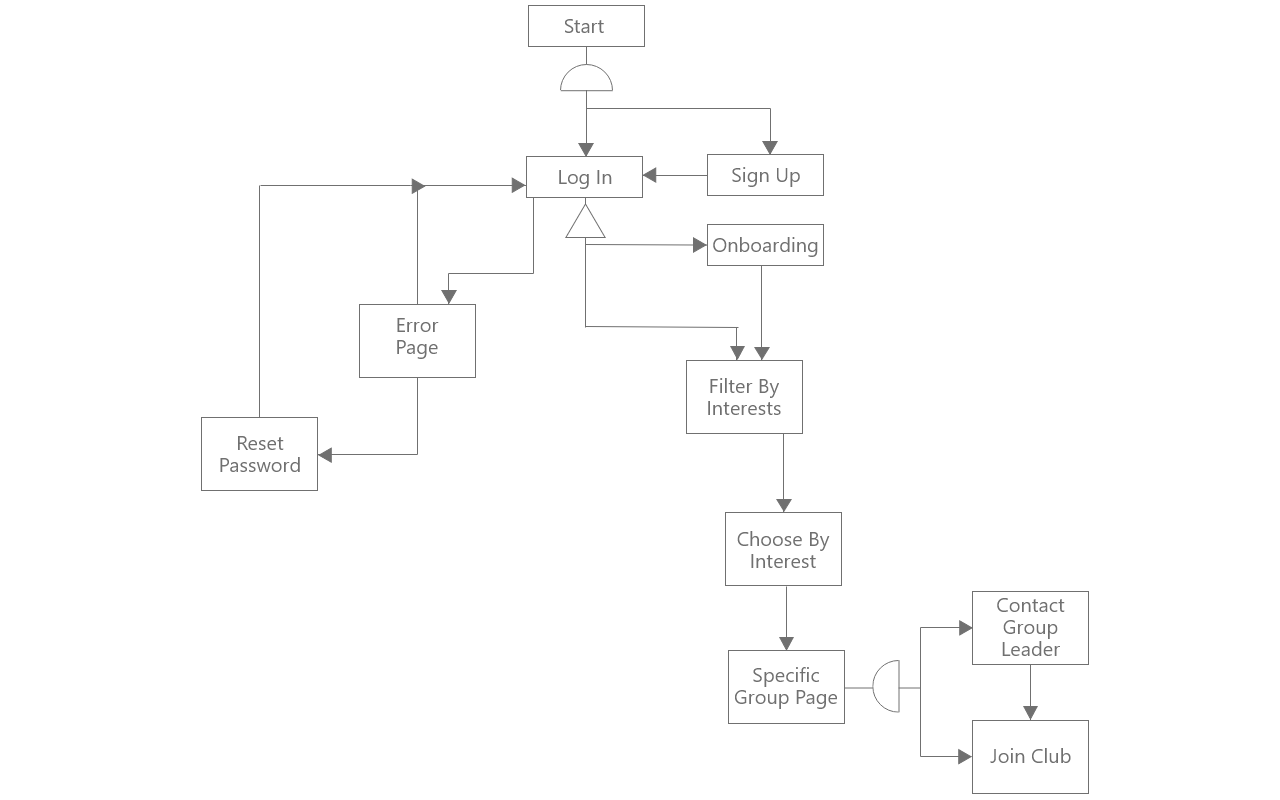 Start
Log In
Sign Up
Onboarding
Error
Page
Filter By
Interests
Reset
Password
Choose By
Interest
Contact
Group
Leader
Specific
Group Page
Join Club